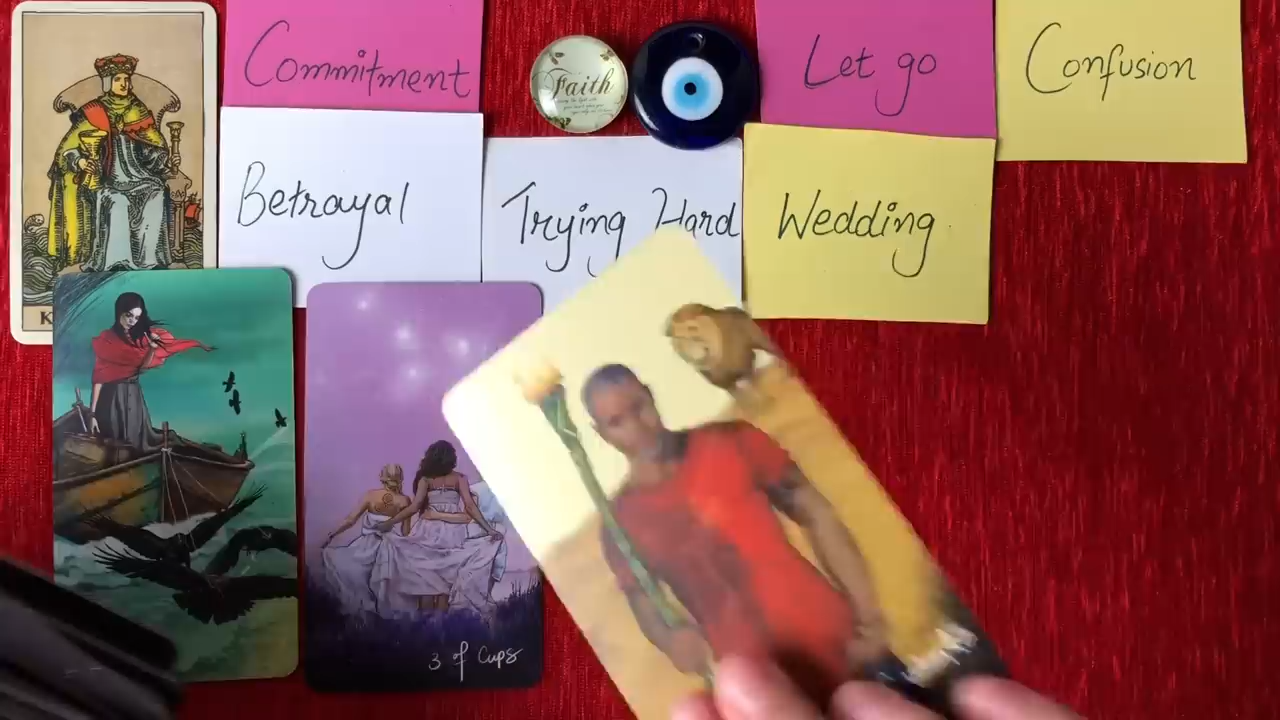 Commitment
Faith
Let go
Confusion
Betrayal
Trying Hard
Wedding
K
3 of Cups